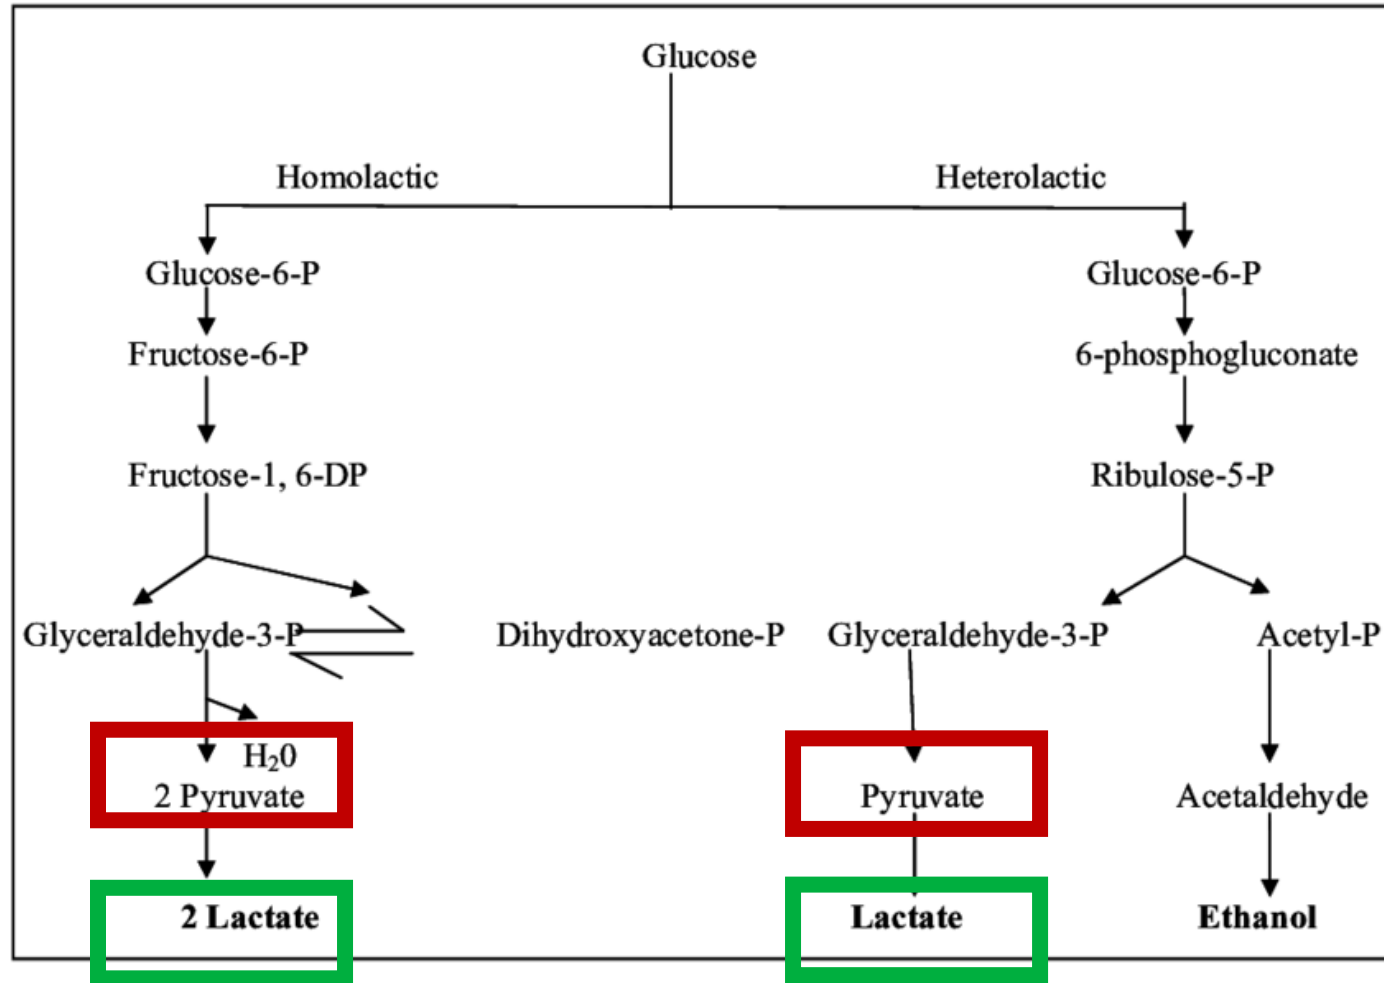 Glucose
Homolactic
Heterolactic
Glucose-6-P
Glucose-6-P
Fructose-6-P
6-phosphogluconate
Fructose-1, 6-DP
Ribulose-5-P
Glyceraldehyde-3-P
Dihydroxyacetone-P
Glyceraldehyde-3-P
Acetyl-P
H₂0
2 Pyruvate
Pyruvate
Acetaldehyde
2 Lactate
Lactate
Ethanol